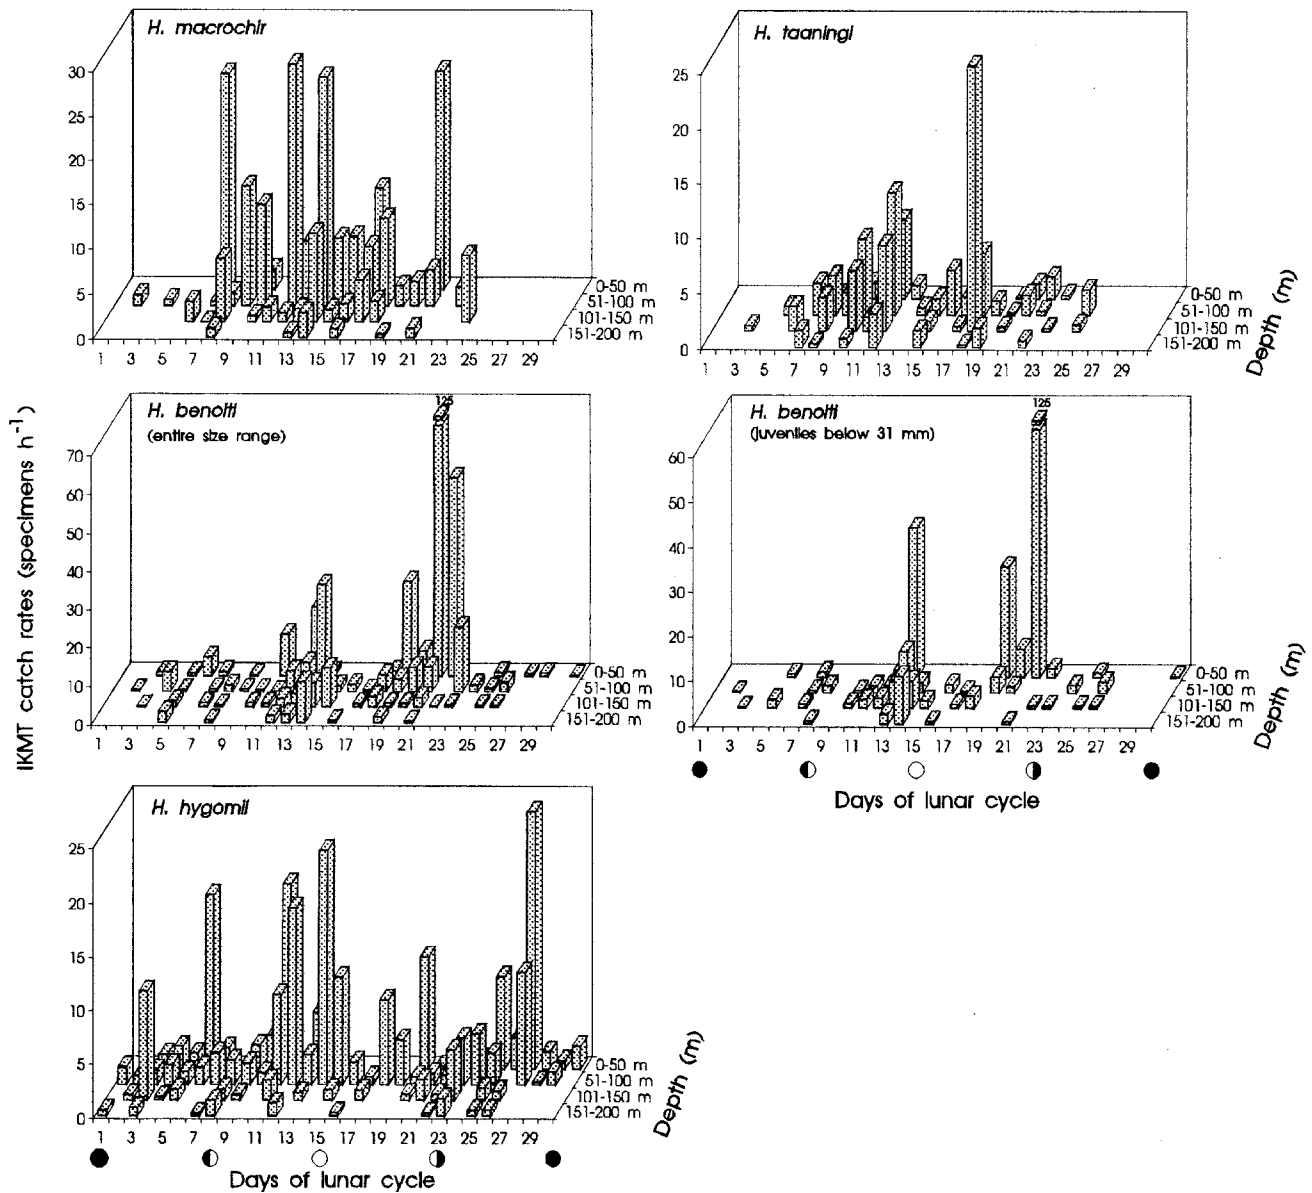 H. macrochir
30
25
20
15
10
5
0
1 3 5 7 9 11 13 15 17 19 21 23 25 27 29
0-50 m
51-100 m
101-150 m
151-200 m
H. taaningi
25
20
15
10
5
0
1 3 5 7 9 11 13 15 17 19 21 23 25 27 29
0-50 m
51-100 m
101-150 m
151-200 m
Depth (m)
IKMT catch rates (specimens h⁻¹)
H. benoiti
(entire size range)
125
70
60
50
40
30
20
10
0
1 3 5 7 9 11 13 15 17 19 21 23 25 27 29
0-50 m
51-100 m
101-150 m
151-200 m
H. benoiti
(juveniles below 31 mm)
125
60
50
40
30
20
10
0
1 3 5 7 9 11 13 15 17 19 21 23 25 27 29
0-50 m
51-100 m
101-150 m
151-200 m
Depth (m)
Days of lunar cycle
H. hygomii
25
20
15
10
5
0
1 3 5 7 9 11 13 15 17 19 21 23 25 27 29
0-50 m
51-100 m
101-150 m
151-200 m
Depth (m)
Days of lunar cycle